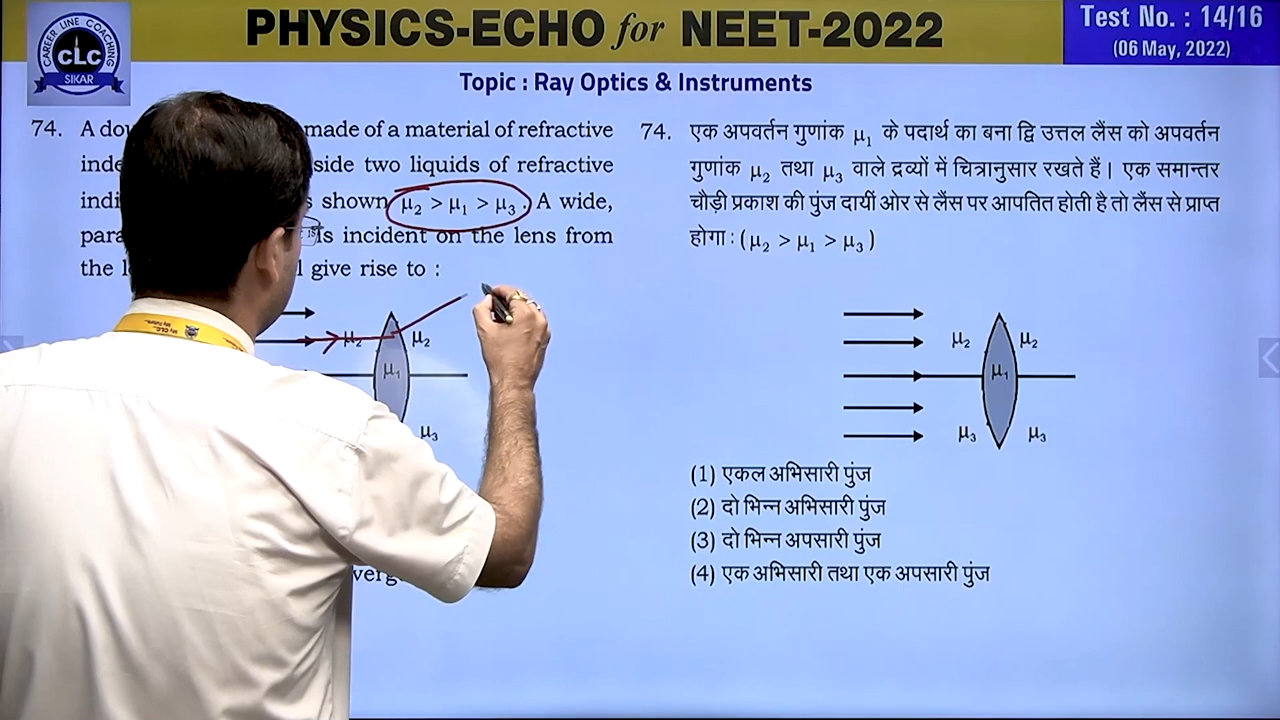 PHYSICS-ECHO for NEET-2022
Test No. : 14/16
(06 May, 2022)
CAREER LINE COACHING
CLC
SIKAR
Topic : Ray Optics & Instruments
74. A made of a material of refractive
side two liquids of refractive
shown μ₂ > μ₁ > μ₃. A wide,
is incident on the lens from
the give rise to :
μ₂ μ₂
μ₁
μ₃
74. एक अपवर्तन गुणांक μ₁ के पदार्थ का बना द्वि उत्तल लैंस को अपवर्तन
गुणांक μ₂ तथा μ₃ वाले द्रव्यों में चित्रानुसार रखते हैं। एक समान्तर
चौड़ी प्रकाश की पुंज दायीं ओर से लैंस पर आपतित होती है तो लैंस से प्राप्त
होगा : (μ₂ > μ₁ > μ₃)
μ₂ μ₂
μ₁
μ₃ μ₃
(1) एकल अभिसारी पुंज
(2) दो भिन्न अभिसारी पुंज
(3) दो भिन्न अपसारी पुंज
(4) एक अभिसारी तथा एक अपसारी पुंज